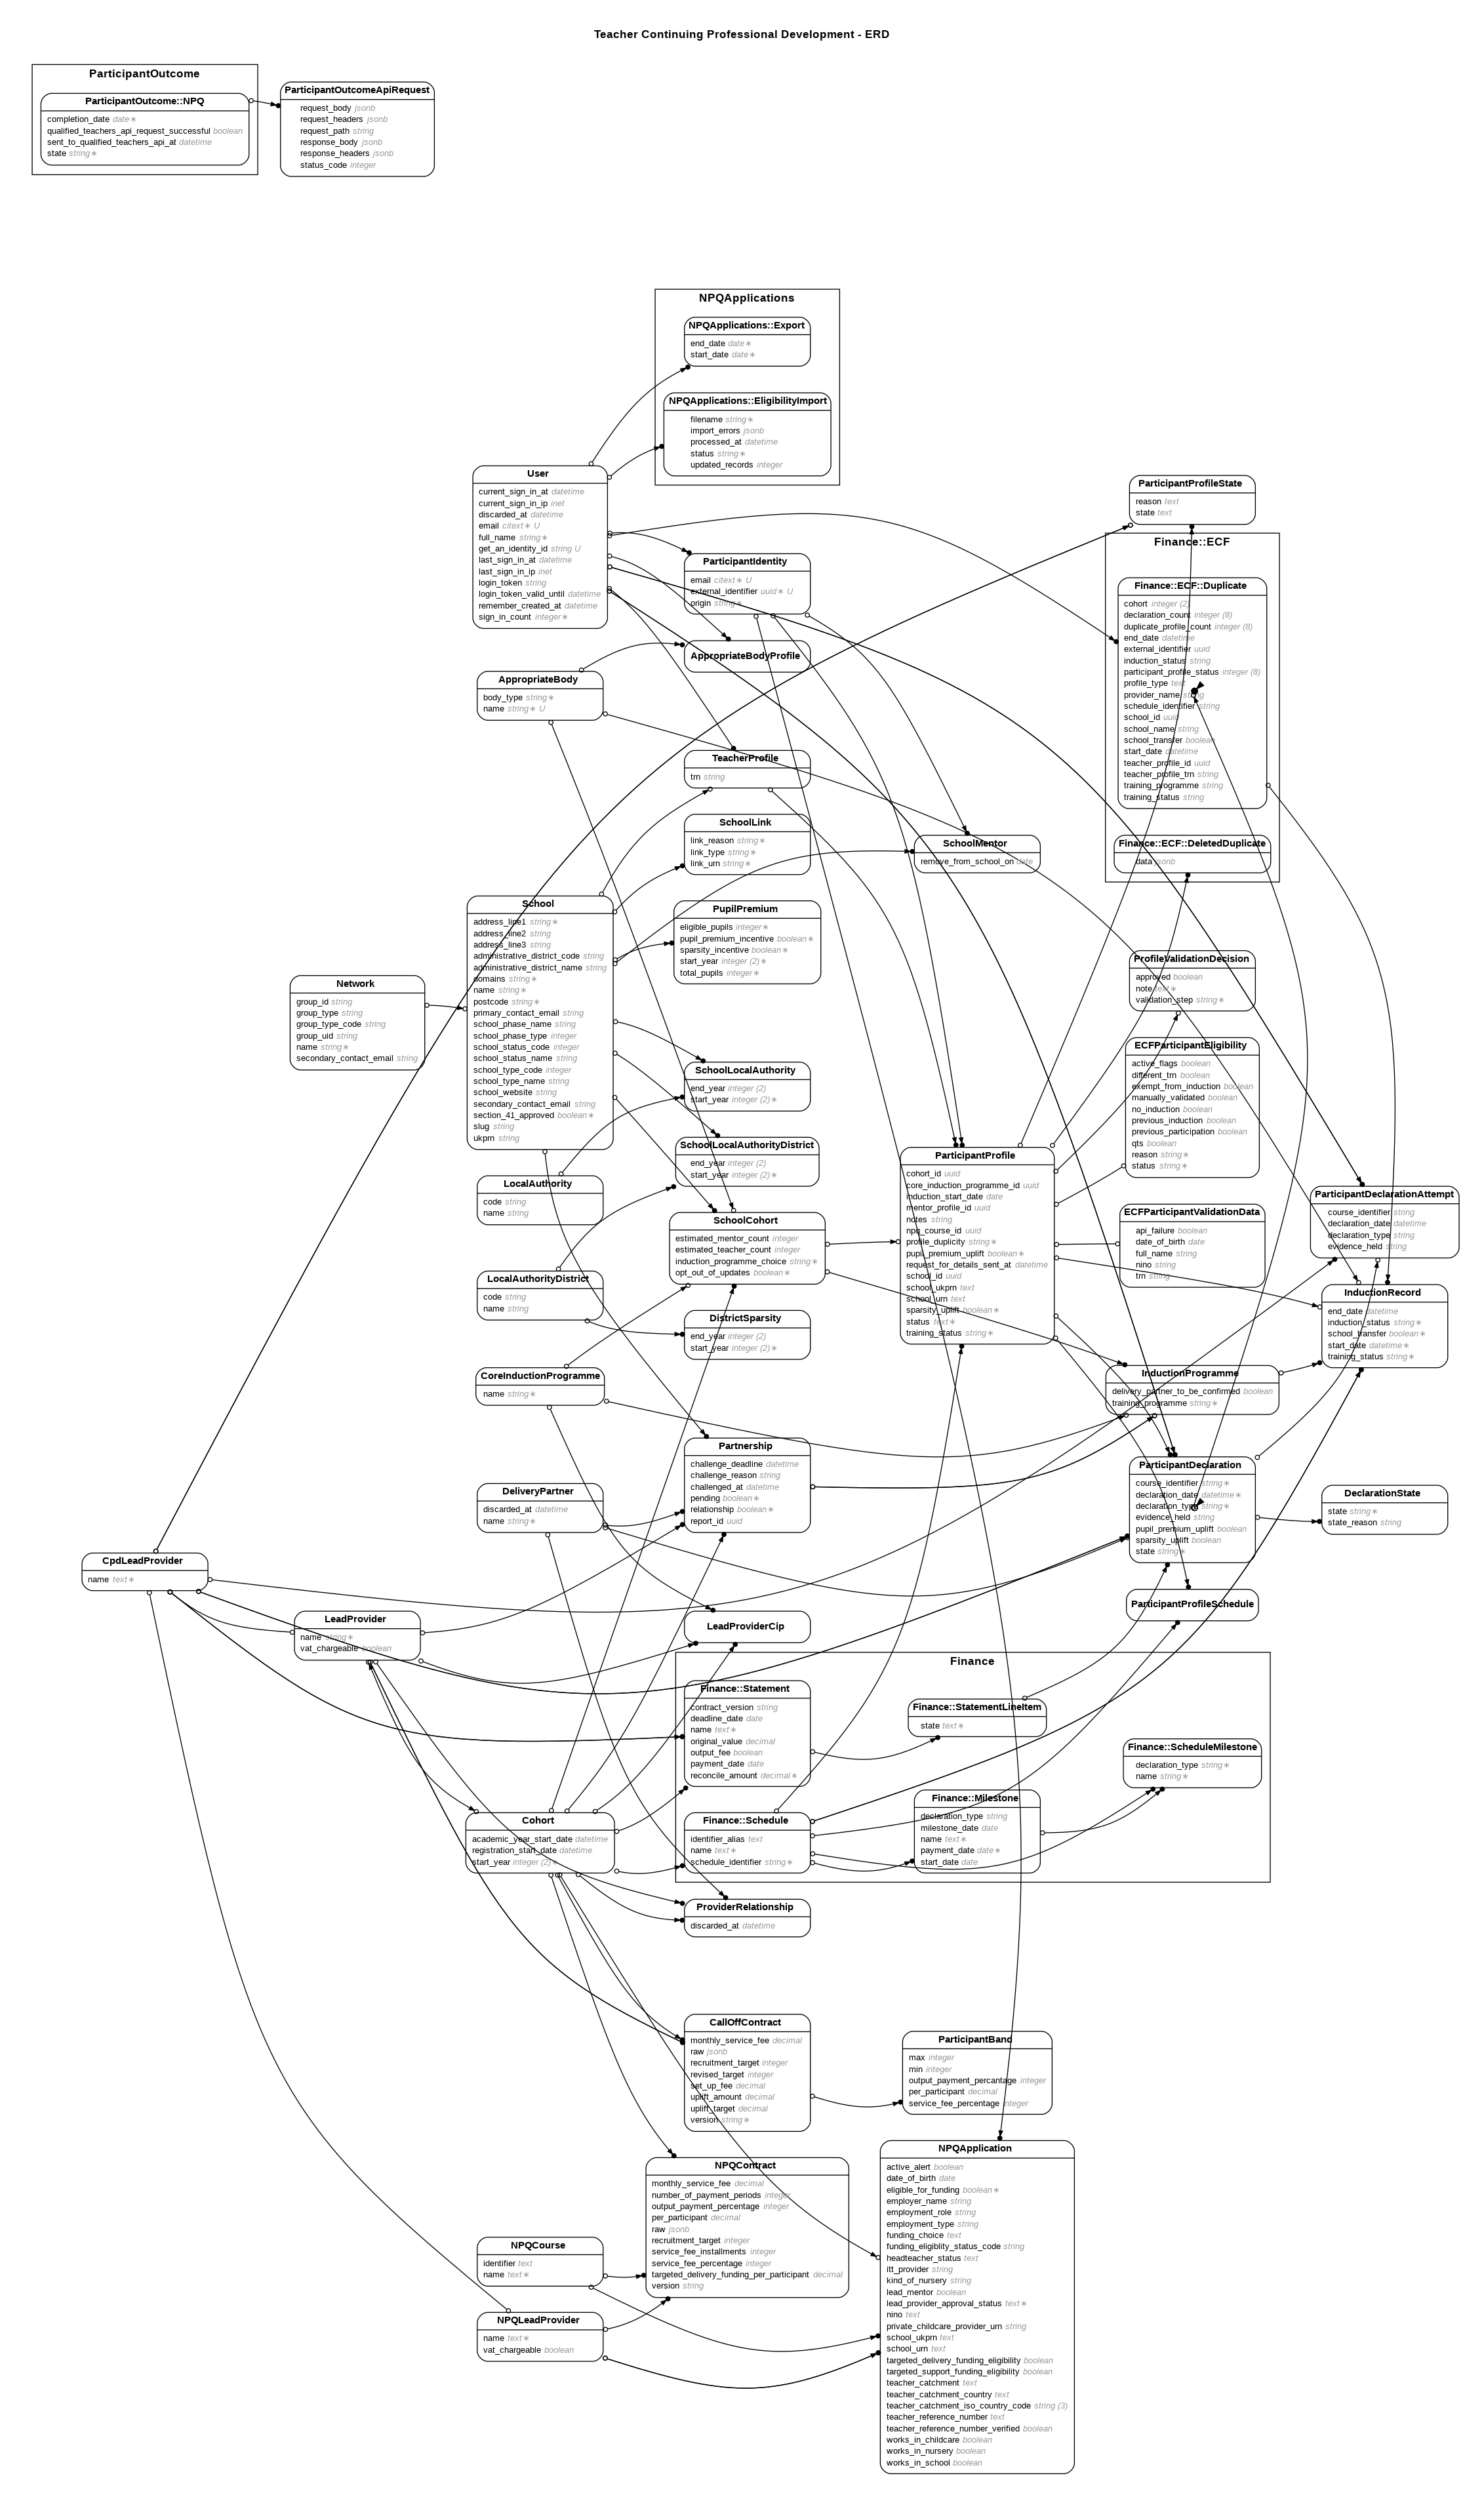 Teacher Continuing Professional Development - ERD
ParticipantOutcome
ParticipantOutcome::NPQ
completion_date date ∗
qualified_teachers_api_request_successful boolean
sent_to_qualified_teachers_api_at datetime
state string ∗
ParticipantOutcomeApiRequest
request_body jsonb
request_headers jsonb
request_path string
response_body jsonb
response_headers jsonb
status_code integer
NPQApplications
NPQApplications::Export
end_date date ∗
start_date date ∗
NPQApplications::EligibilityImport
filename string ∗
import_errors jsonb
processed_at datetime
status string ∗
updated_records integer
User
current_sign_in_at datetime
current_sign_in_ip inet
discarded_at datetime
email citext ∗ U
full_name string ∗
get_an_identity_id string U
last_sign_in_at datetime
last_sign_in_ip inet
login_token string
login_token_valid_until datetime
remember_created_at datetime
sign_in_count integer ∗
ParticipantIdentity
email citext ∗ U
external_identifier uuid ∗ U
origin string ∗
AppropriateBodyProfile
AppropriateBody
body_type string ∗
name string ∗ U
TeacherProfile
trn string
SchoolLink
link_reason string ∗
link_type string ∗
link_urn string ∗
SchoolMentor
remove_from_school_on date
ParticipantProfileState
reason text
state text
Finance::ECF
Finance::ECF::Duplicate
cohort integer (2)
declaration_count integer (8)
duplicate_profile_count integer (8)
end_date datetime
external_identifier uuid
induction_status string
participant_profile_status integer (8)
profile_type text
provider_name string
schedule_identifier string
school_id uuid
school_name string
school_transfer boolean
start_date datetime
teacher_profile_id uuid
teacher_profile_trn string
training_programme string
training_status string
Finance::ECF::DeletedDuplicate
data jsonb
School
address_line1 string ∗
address_line2 string
address_line3 string
administrative_district_code string
administrative_district_name string
domains string ∗
name string ∗
postcode string ∗
primary_contact_email string
school_phase_name string
school_phase_type integer
school_status_code integer
school_status_name string
school_type_code integer
school_type_name string
school_website string
secondary_contact_email string
section_41_approved boolean ∗
slug string
ukprn string
PupilPremium
eligible_pupils integer ∗
pupil_premium_incentive boolean ∗
sparsity_incentive boolean ∗
start_year integer (2) ∗
total_pupils integer ∗
Network
group_id string
group_type string
group_type_code string
group_uid string
name string ∗
secondary_contact_email string
ProfileValidationDecision
approved boolean
note text ∗
validation_step string ∗
ECFParticipantEligibility
active_flags boolean
different_trn boolean
exempt_from_induction boolean
manually_validated boolean
no_induction boolean
previous_induction boolean
previous_participation boolean
qts boolean
reason string ∗
status string ∗
SchoolLocalAuthority
end_year integer (2)
start_year integer (2) ∗
SchoolLocalAuthorityDistrict
end_year integer (2)
start_year integer (2) ∗
LocalAuthority
code string
name string
SchoolCohort
estimated_mentor_count integer
estimated_teacher_count integer
induction_programme_choice string ∗
opt_out_of_updates boolean ∗
ParticipantProfile
cohort_id uuid
core_induction_programme_id uuid
induction_start_date date
mentor_profile_id uuid
notes string
npq_course_id uuid
profile_duplicity string ∗
pupil_premium_uplift boolean ∗
request_for_details_sent_at datetime
school_id uuid
school_ukprn text
school_urn text
sparsity_uplift boolean ∗
status text ∗
training_status string ∗
ECFParticipantValidationData
api_failure boolean
date_of_birth date
full_name string
nino string
trn string
ParticipantDeclarationAttempt
course_identifier string
declaration_date datetime
declaration_type string
evidence_held string
InductionRecord
end_date datetime
induction_status string ∗
school_transfer boolean ∗
start_date datetime ∗
training_status string ∗
LocalAuthorityDistrict
code string
name string
DistrictSparsity
end_year integer (2)
start_year integer (2) ∗
CoreInductionProgramme
name string ∗
InductionProgramme
delivery_partner_to_be_confirmed boolean
training_programme string ∗
Partnership
challenge_deadline datetime
challenge_reason string
challenged_at datetime
pending boolean ∗
relationship boolean ∗
report_id uuid
DeliveryPartner
discarded_at datetime
name string ∗
ParticipantDeclaration
course_identifier string ∗
declaration_date datetime ∗
declaration_type string ∗
evidence_held string
pupil_premium_uplift boolean
sparsity_uplift boolean
state string ∗
DeclarationState
state string ∗
state_reason string
CpdLeadProvider
name text ∗
ParticipantProfileSchedule
LeadProvider
name string ∗
vat_chargeable boolean
LeadProviderCip
Finance
Finance::Statement
contract_version string
deadline_date date
name text ∗
original_value decimal
output_fee boolean
payment_date date
reconcile_amount decimal ∗
Finance::StatementLineItem
state text ∗
Finance::ScheduleMilestone
declaration_type string ∗
name string ∗
Finance::Schedule
identifier_alias text
name text ∗
schedule_identifier string ∗
Finance::Milestone
declaration_type string
milestone_date date
name text ∗
payment_date date ∗
start_date date
Cohort
academic_year_start_date datetime
registration_start_date datetime
start_year integer (2) ∗
ProviderRelationship
discarded_at datetime
CallOffContract
monthly_service_fee decimal
raw jsonb
recruitment_target integer
revised_target integer
set_up_fee decimal
uplift_amount decimal
uplift_target decimal
version string ∗
ParticipantBand
max integer
min integer
output_payment_percantage integer
per_participant decimal
service_fee_percentage integer
NPQContract
monthly_service_fee decimal
number_of_payment_periods integer
output_payment_percentage integer
per_participant decimal
raw jsonb
recruitment_target integer
service_fee_installments integer
service_fee_percentage integer
targeted_delivery_funding_per_participant decimal
version string
NPQCourse
identifier text
name text ∗
NPQLeadProvider
name text ∗
vat_chargeable boolean
NPQApplication
active_alert boolean
date_of_birth date
eligible_for_funding boolean ∗
employer_name string
employment_role string
employment_type string
funding_choice text
funding_eligiblity_status_code string
headteacher_status text
itt_provider string
kind_of_nursery string
lead_mentor boolean
lead_provider_approval_status text ∗
nino text
private_childcare_provider_urn string
school_ukprn text
school_urn text
targeted_delivery_funding_eligibility boolean
targeted_support_funding_eligibility boolean
teacher_catchment text
teacher_catchment_country text
teacher_catchment_iso_country_code string (3)
teacher_reference_number text
teacher_reference_number_verified boolean
works_in_childcare boolean
works_in_nursery boolean
works_in_school boolean